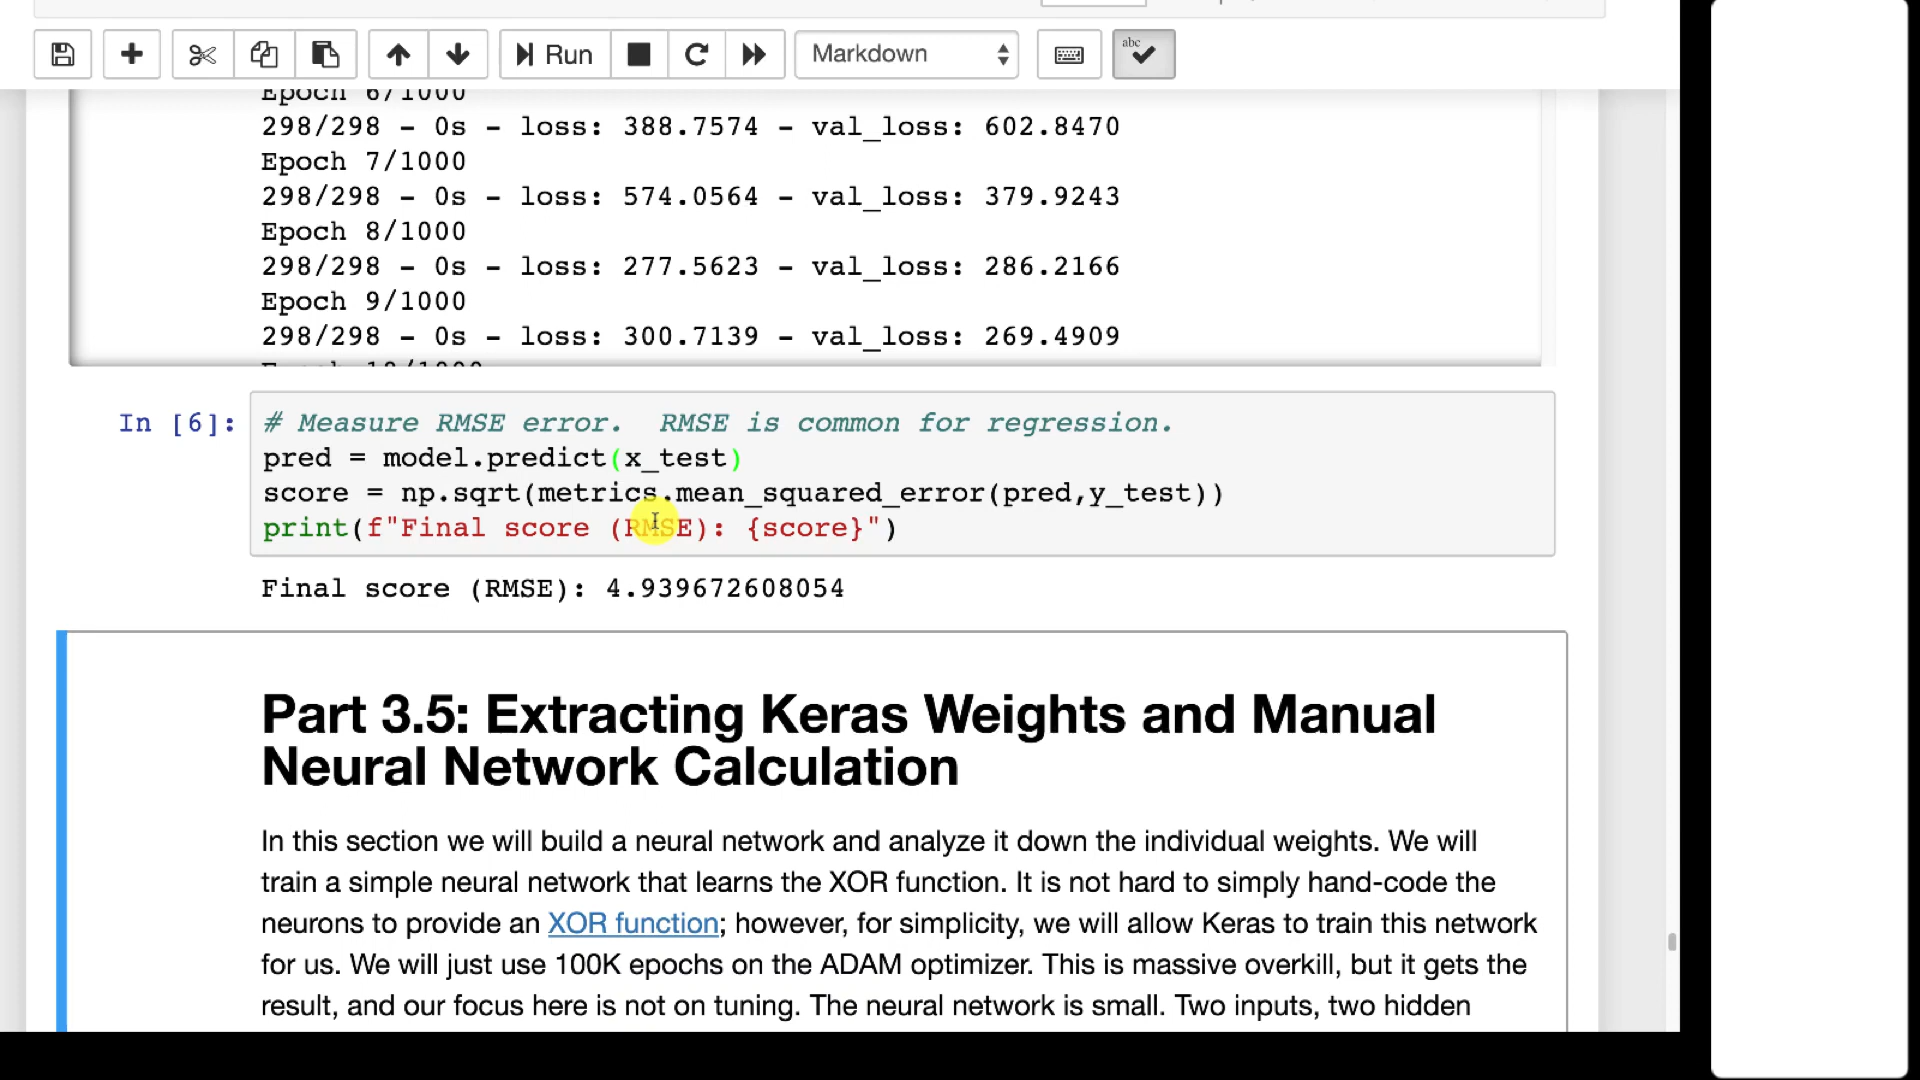 Run
Markdown
abc
Epoch 6/1000
298/298 - 0s - loss: 388.7574 - val_loss: 602.8470
Epoch 7/1000
298/298 - 0s - loss: 574.0564 - val_loss: 379.9243
Epoch 8/1000
298/298 - 0s - loss: 277.5623 - val_loss: 286.2166
Epoch 9/1000
298/298 - 0s - loss: 300.7139 - val_loss: 269.4909
In [6]:
# Measure RMSE error.  RMSE is common for regression.
pred = model.predict(x_test)
score = np.sqrt(metrics.mean_squared_error(pred,y_test))
print(f"Final score (RMSE): {score}")
Final score (RMSE): 4.939672608054
Part 3.5: Extracting Keras Weights and Manual
Neural Network Calculation
In this section we will build a neural network and analyze it down the individual weights. We will
train a simple neural network that learns the XOR function. It is not hard to simply hand-code the
neurons to provide an XOR function; however, for simplicity, we will allow Keras to train this network
for us. We will just use 100K epochs on the ADAM optimizer. This is massive overkill, but it gets the
result, and our focus here is not on tuning. The neural network is small. Two inputs, two hidden